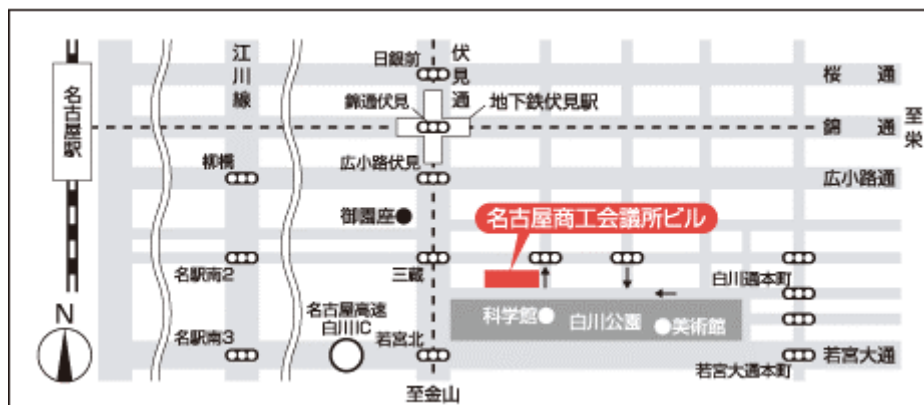 江川線
日銀前
伏見通
桜通
名古屋駅
錦通伏見
地下鉄伏見駅
錦通
至栄
柳橋
広小路伏見
広小路通
御園座
名古屋商工会議所ビル
名駅南2
三蔵
白川通本町
N
名古屋高速
白川IC
科学館
白川公園
美術館
名駅南3
若宮北
若宮大通
若宮大通本町
至金山